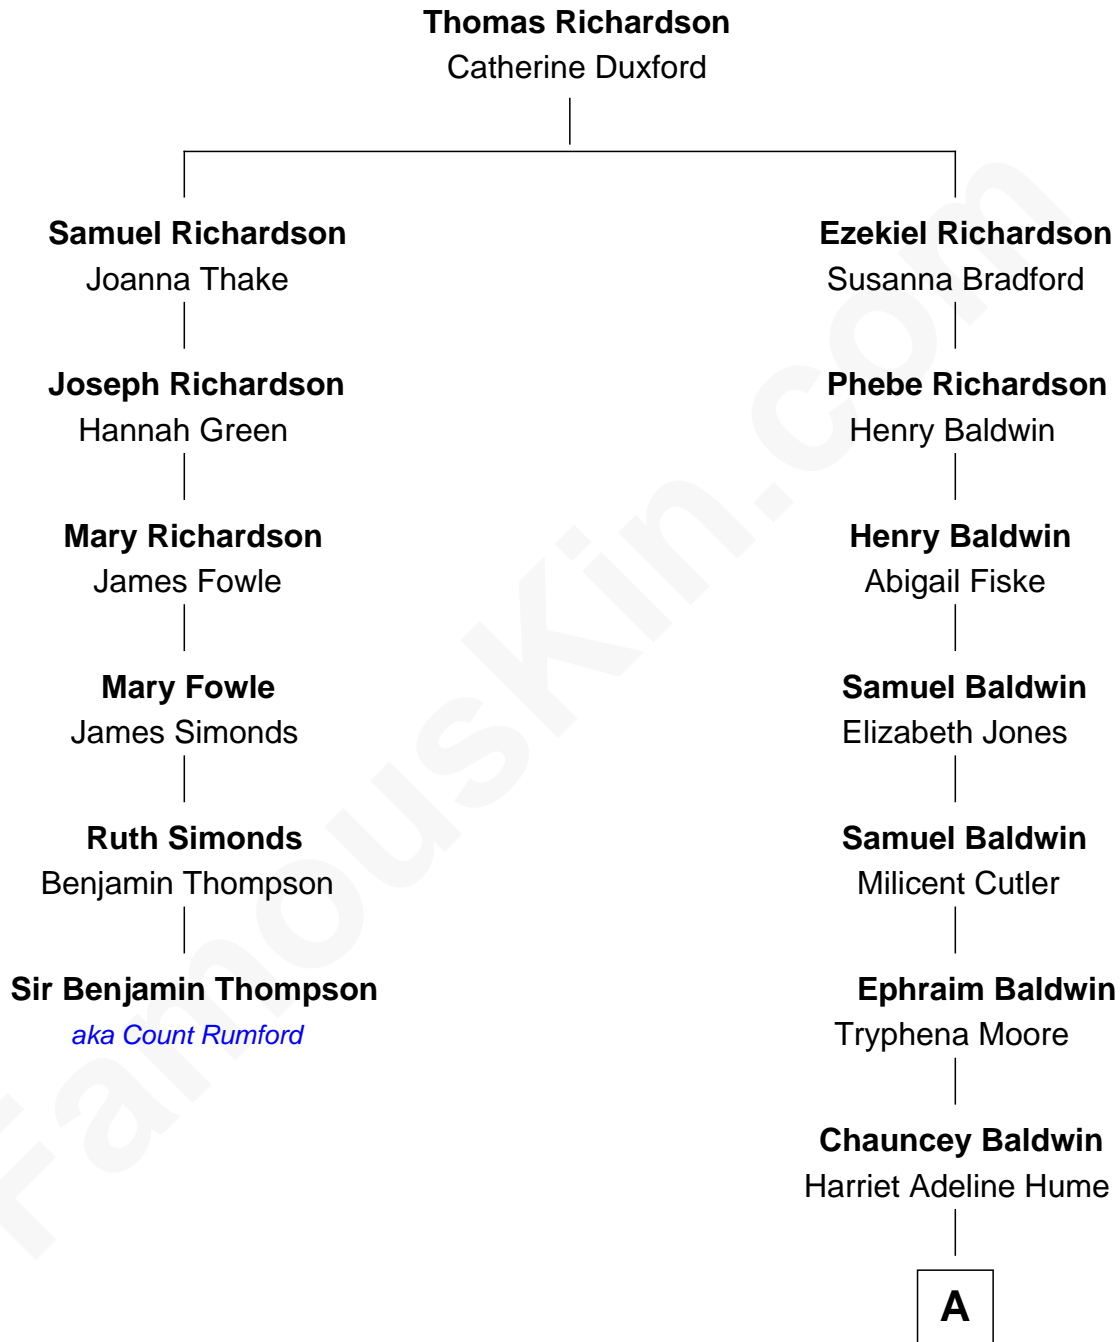 Thomas Richardson
Catherine Duxford
Samuel Richardson
Joanna Thake
Joseph Richardson
Hannah Green
Mary Richardson
James Fowle
Mary Fowle
James Simonds
Ruth Simonds
Benjamin Thompson
Sir Benjamin Thompson
aka Count Rumford
Ezekiel Richardson
Susanna Bradford
Phebe Richardson
Henry Baldwin
Henry Baldwin
Abigail Fiske
Samuel Baldwin
Elizabeth Jones
Samuel Baldwin
Milicent Cutler
Ephraim Baldwin
Tryphena Moore
Chauncey Baldwin
Harriet Adeline Hume
A
FamousKin.com